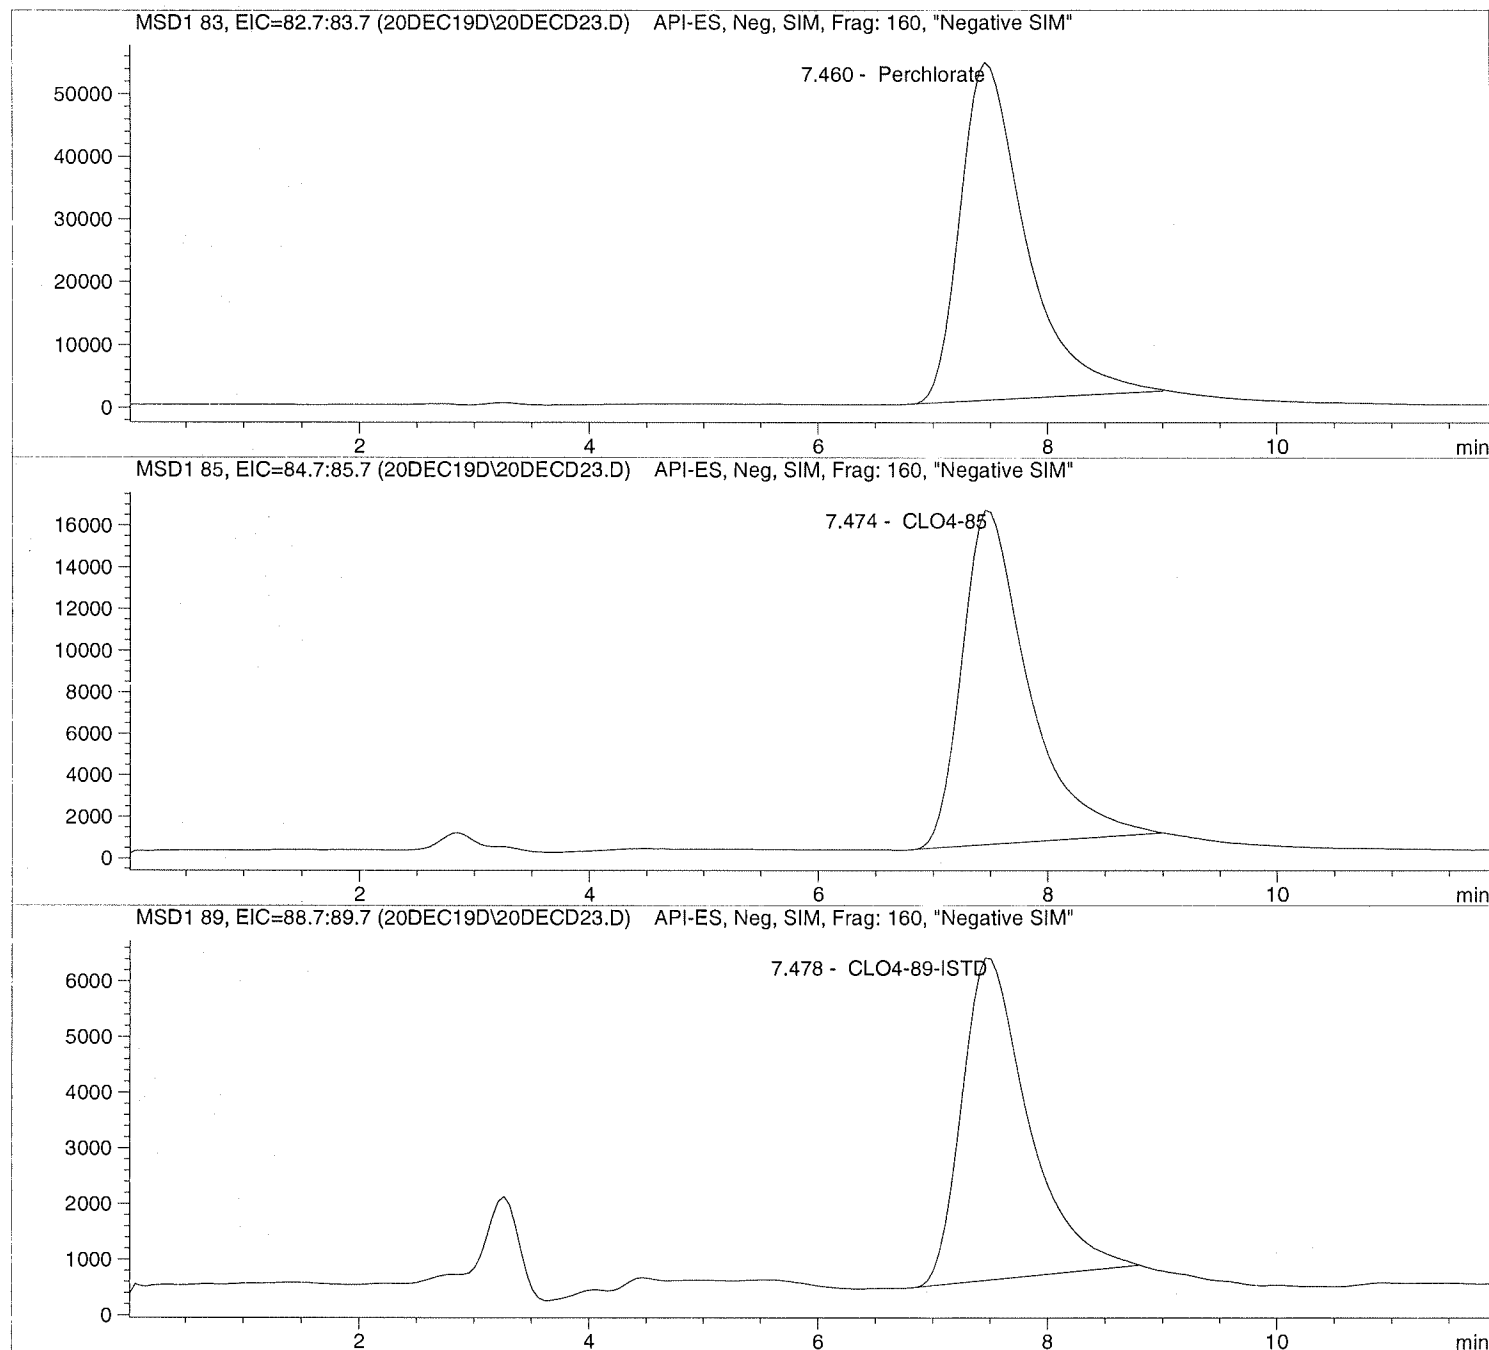 MSD1 83, EIC=82.7:83.7 (20DEC19D\20DECD23.D) API-ES, Neg, SIM, Frag: 160, "Negative SIM"
7.460 - Perchlorate
50000
40000
30000
20000
10000
0
2 4 6 8 10 min
MSD1 85, EIC=84.7:85.7 (20DEC19D\20DECD23.D) API-ES, Neg, SIM, Frag: 160, "Negative SIM"
7.474 - CLO4-85
16000
14000
12000
10000
8000
6000
4000
2000
0
2 4 6 8 10 min
MSD1 89, EIC=88.7:89.7 (20DEC19D\20DECD23.D) API-ES, Neg, SIM, Frag: 160, "Negative SIM"
7.478 - CLO4-89-ISTD
6000
5000
4000
3000
2000
1000
0
2 4 6 8 10 min